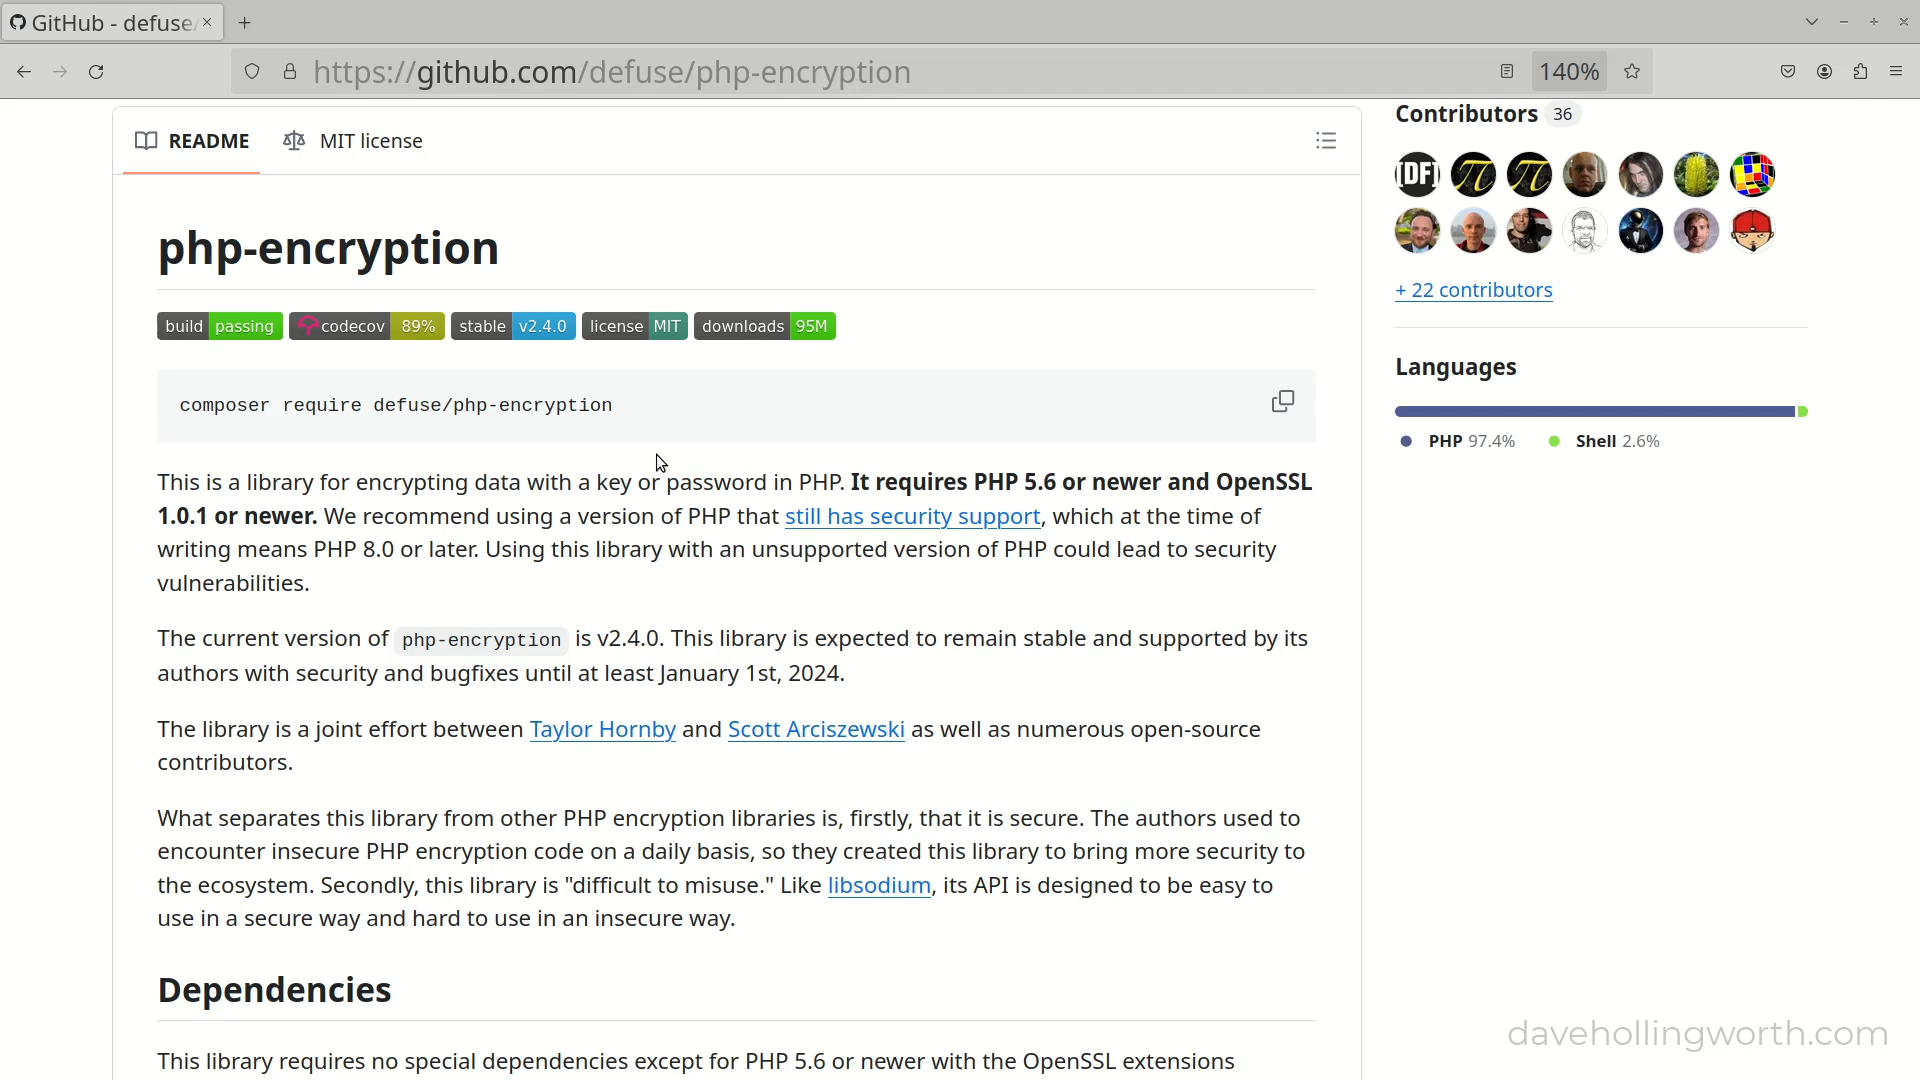 GitHub - defuse/
https://github.com/defuse/php-encryption
140%
README
MIT license
php-encryption
build passing
codecov 89%
stable v2.4.0
license MIT
downloads 95M
composer require defuse/php-encryption
This is a library for encrypting data with a key or password in PHP. It requires PHP 5.6 or newer and OpenSSL
1.0.1 or newer. We recommend using a version of PHP that still has security support, which at the time of
writing means PHP 8.0 or later. Using this library with an unsupported version of PHP could lead to security
vulnerabilities.
The current version of php-encryption is v2.4.0. This library is expected to remain stable and supported by its
authors with security and bugfixes until at least January 1st, 2024.
The library is a joint effort between Taylor Hornby and Scott Arciszewski as well as numerous open-source
contributors.
What separates this library from other PHP encryption libraries is, firstly, that it is secure. The authors used to
encounter insecure PHP encryption code on a daily basis, so they created this library to bring more security to
the ecosystem. Secondly, this library is "difficult to misuse." Like libsodium, its API is designed to be easy to
use in a secure way and hard to use in an insecure way.
Dependencies
This library requires no special dependencies except for PHP 5.6 or newer with the OpenSSL extensions
Contributors 36
[DF]
+ 22 contributors
Languages
PHP 97.4%
Shell 2.6%
davehollingworth.com